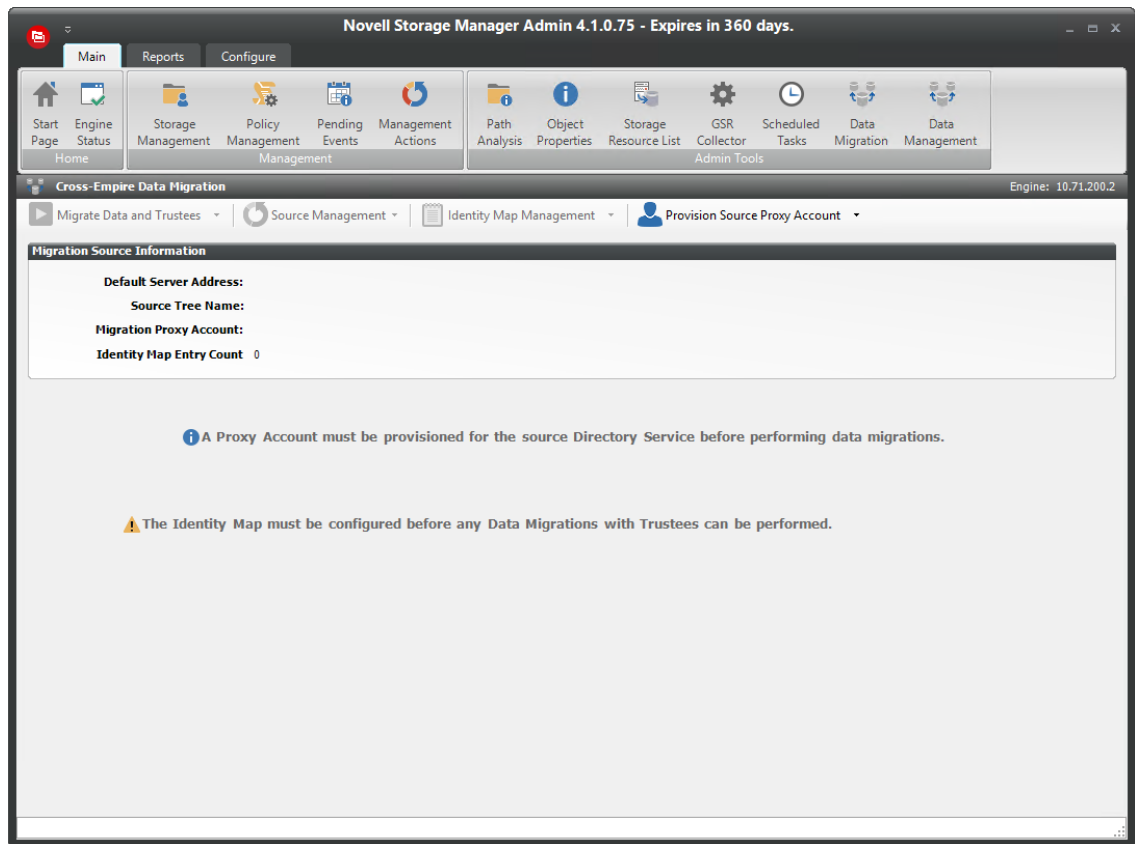 Novell Storage Manager Admin 4.1.0.75 - Expires in 360 days.
Main Reports Configure
Start Page Engine Status Storage Management Policy Management Pending Events Management Actions Path Analysis Object Properties Storage Resource List GSR Collector Scheduled Tasks Data Migration Data Management
Home Management Admin Tools
Cross-Empire Data Migration Engine: 10.71.200.2
Migrate Data and Trustees Source Management Identity Map Management Provision Source Proxy Account
Migration Source Information
Default Server Address:
Source Tree Name:
Migration Proxy Account:
Identity Map Entry Count 0
A Proxy Account must be provisioned for the source Directory Service before performing data migrations.
The Identity Map must be configured before any Data Migrations with Trustees can be performed.